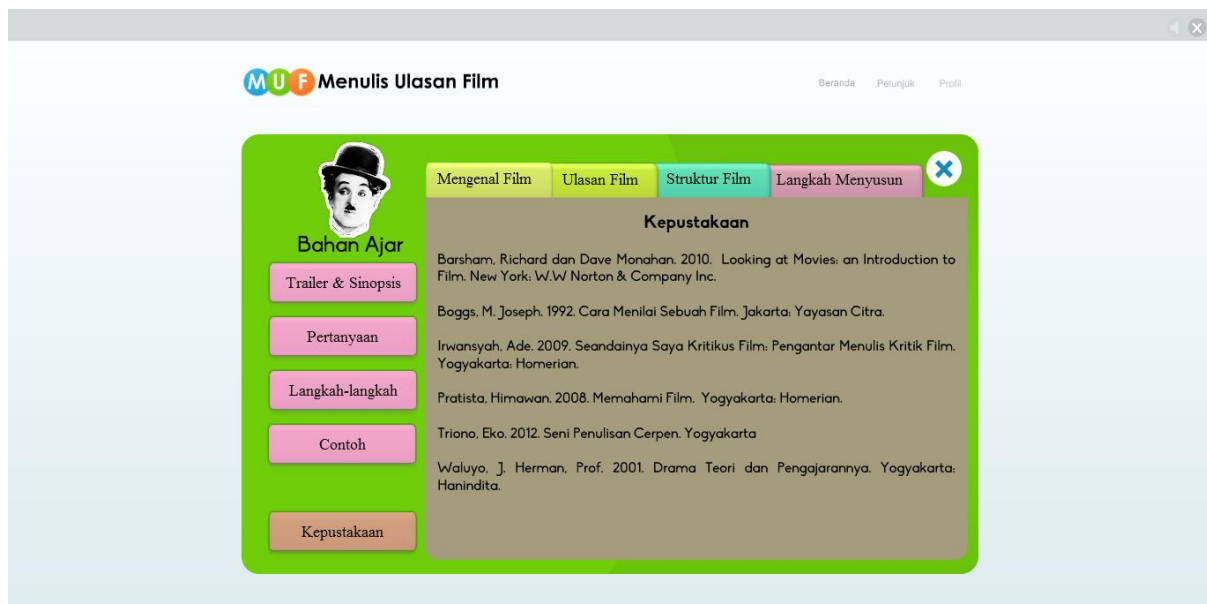 MUF Menulis Ulasan Film
Beranda Petunjuk Profil
Mengenal Film Ulasan Film Struktur Film Langkah Menyusun
Bahan Ajar
Trailer & Sinopsis
Pertanyaan
Langkah-langkah
Contoh
Kepustakaan
Kepustakaan
Barsham, Richard dan Dave Monahan. 2010. Looking at Movies: an Introduction to
Film. New York: W.W Norton & Company Inc.
Boggs, M. Joseph. 1992. Cara Menilai Sebuah Film. Jakarta: Yayasan Citra.
Irwansyah, Ade. 2009. Seandainya Saya Kritikus Film: Pengantar Menulis Kritik Film.
Yogyakarta: Homerian.
Pratista, Himawan. 2008. Memahami Film. Yogyakarta: Homerian.
Triono, Eko. 2012. Seni Penulisan Cerpen. Yogyakarta
Waluyo, J. Herman, Prof. 2001. Drama Teori dan Pengajarannya. Yogyakarta:
Hanindita.